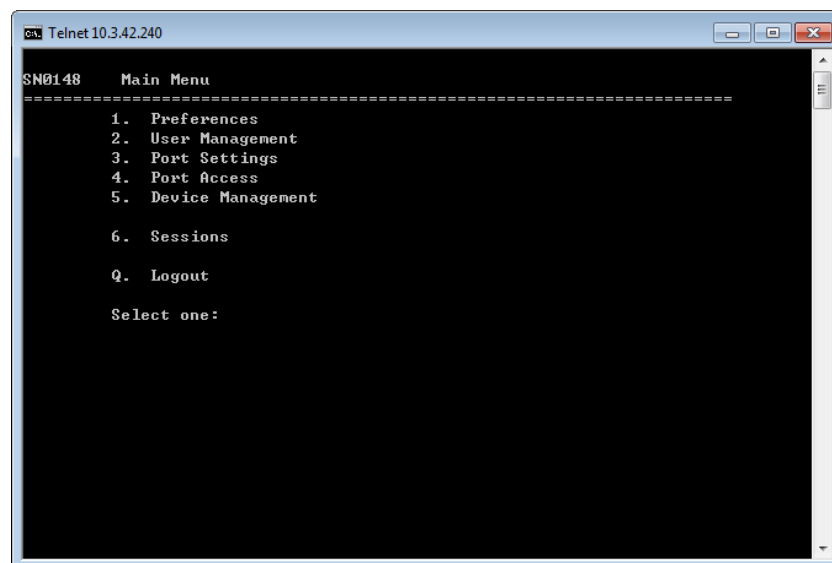 Telnet 10.3.42.240
SN0148 Main Menu
========================================================================
1. Preferences
2. User Management
3. Port Settings
4. Port Access
5. Device Management
6. Sessions
Q. Logout
Select one: